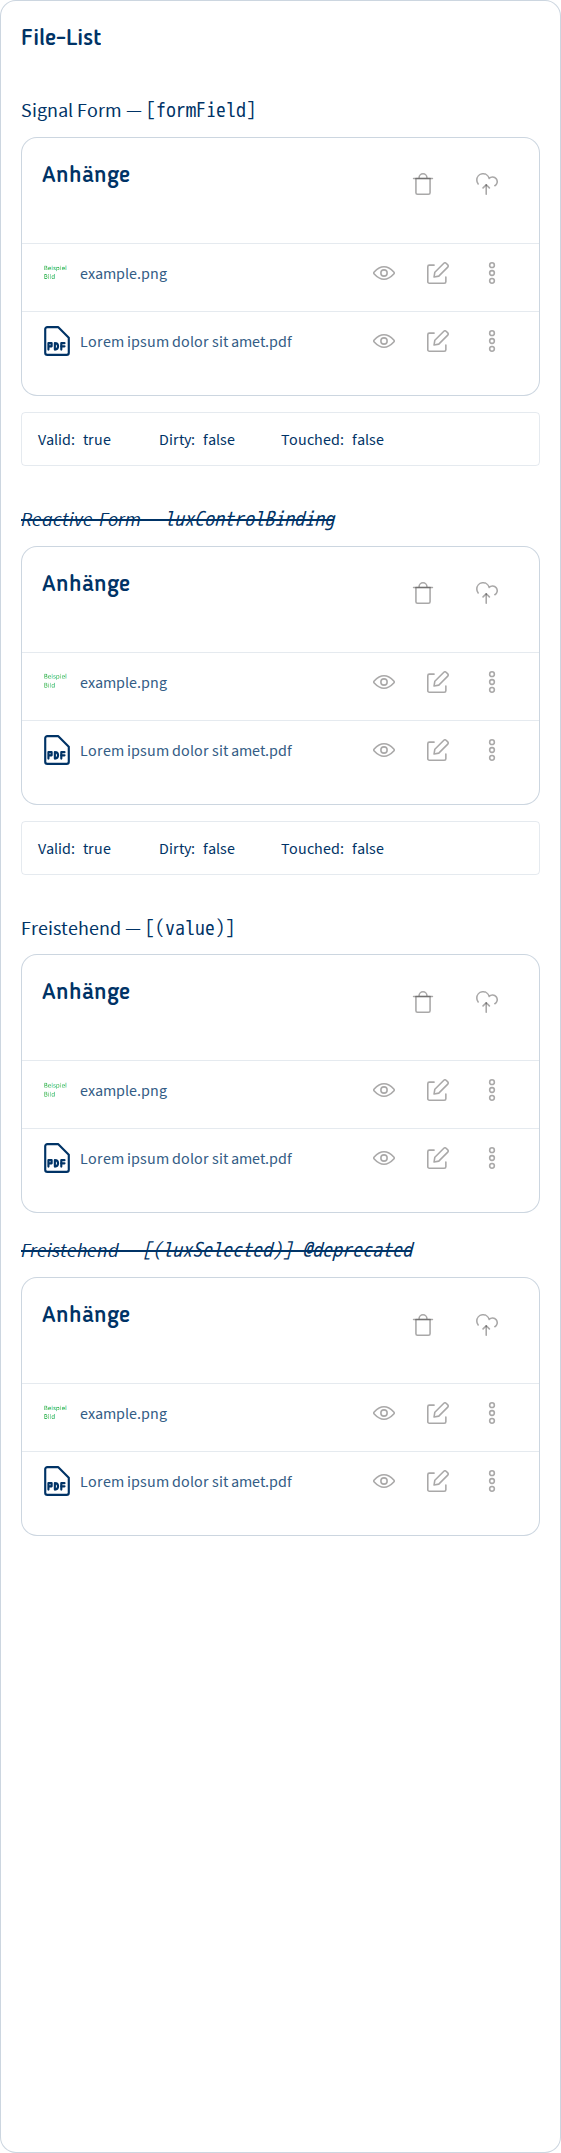 File-List
Signal Form — [formField]
Anhänge
Beispiel
Bild
example.png
PDF
Lorem ipsum dolor sit amet.pdf
Valid: true Dirty: false Touched: false
Reactive Form — luxControlBinding
Anhänge
Beispiel
Bild
example.png
PDF
Lorem ipsum dolor sit amet.pdf
Valid: true Dirty: false Touched: false
Freistehend — [(value)]
Anhänge
Beispiel
Bild
example.png
PDF
Lorem ipsum dolor sit amet.pdf
Freistehend — [(luxSelected)] @deprecated
Anhänge
Beispiel
Bild
example.png
PDF
Lorem ipsum dolor sit amet.pdf